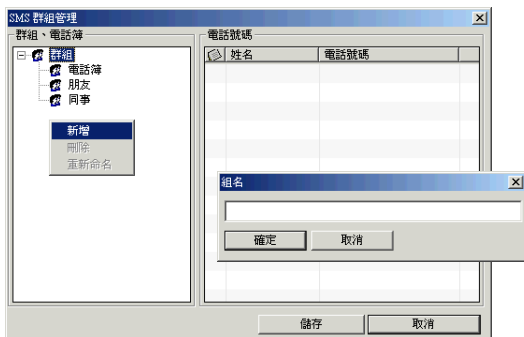 SMS 群組管理
群組、電話簿
群組
電話簿
朋友
同事
新增
刪除
重新命名
電話號碼
姓名 電話號碼
組名
確定 取消
儲存 取消